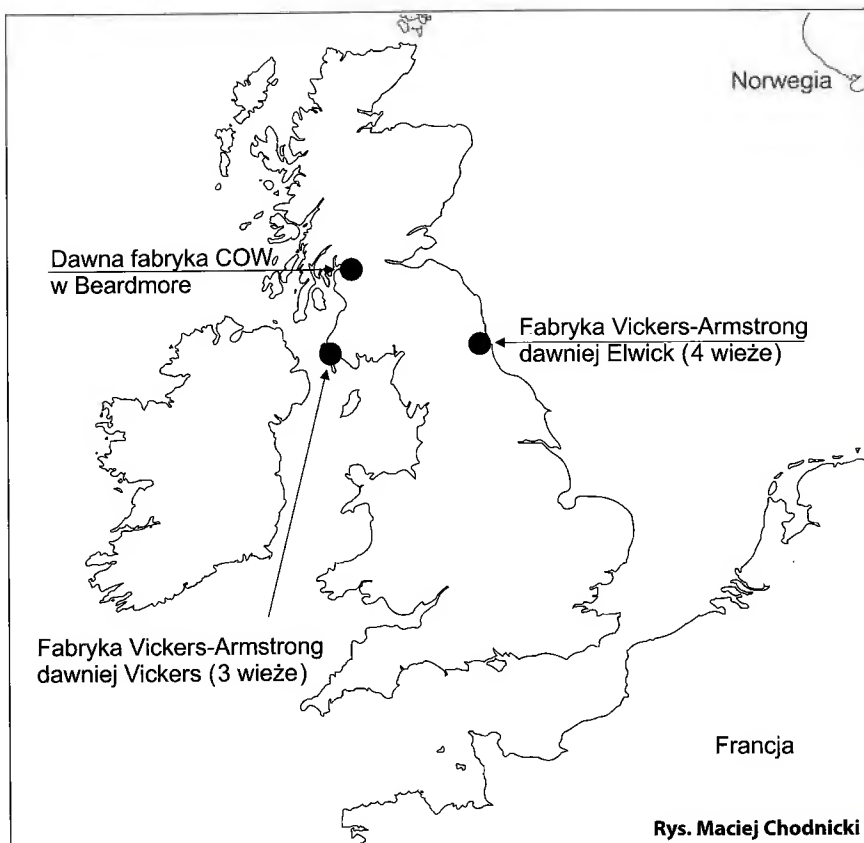 Norwegia
Dawna fabryka COW
w Beardmore
Fabryka Vickers-Armstrong
dawniej Elwick (4 wieże)
Fabryka Vickers-Armstrong
dawniej Vickers (3 wieże)
Francja
Rys. Maciej Chodnicki